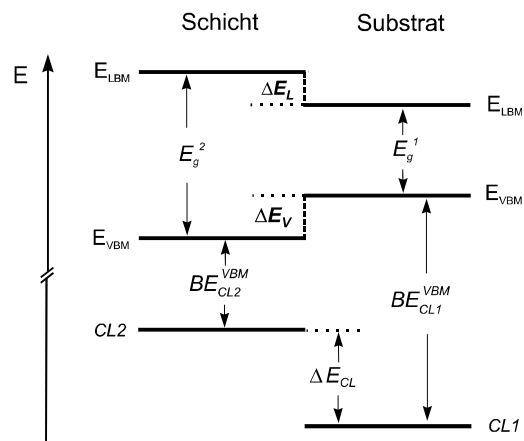 Schicht Substrat
E
E_LBM
ΔE_L
E_LBM
E_g^2
E_g^1
E_VBM
ΔE_V
E_VBM
BE_CL2^VBM
BE_CL1^VBM
CL2
ΔE_CL
CL1